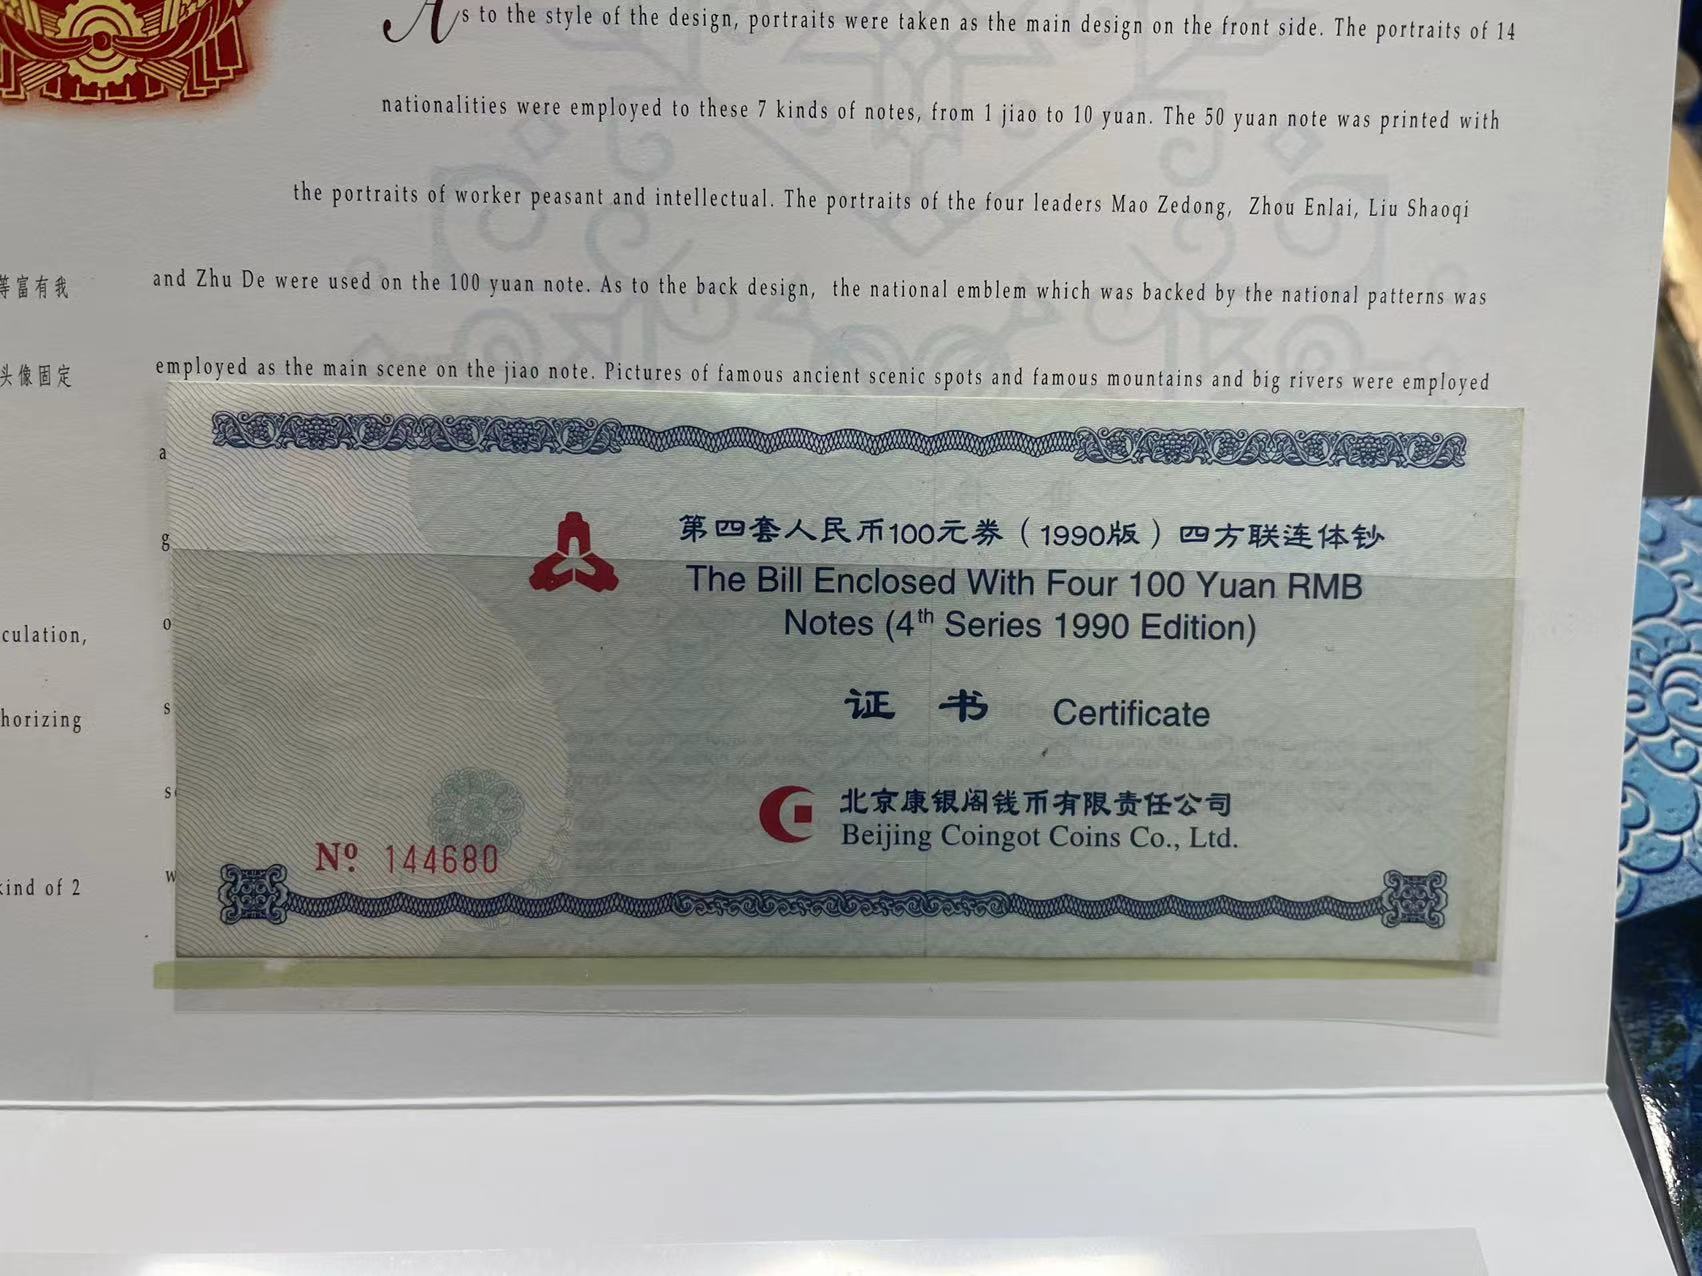 As to the style of the design, portraits were taken as the main design on the front side. The portraits of 14
nationalities were employed to these 7 kinds of notes, from 1 jiao to 10 yuan. The 50 yuan note was printed with
the portraits of worker peasant and intellectual. The portraits of the four leaders Mao Zedong, Zhou Enlai, Liu Shaoqi
等富有我
and Zhu De were used on the 100 yuan note. As to the back design, the national emblem which was backed by the national patterns was
头像固定
employed as the main scene on the jiao note. Pictures of famous ancient scenic spots and famous mountains and big rivers were employed
a
g
o
culation,
s
horizing
s
w
kind of 2
第四套人民币100元券（1990版）四方联连体钞
The Bill Enclosed With Four 100 Yuan RMB
Notes (4th Series 1990 Edition)
证 书 Certificate
北京康银阁钱币有限责任公司
Beijing Coingot Coins Co., Ltd.
Nº 144680